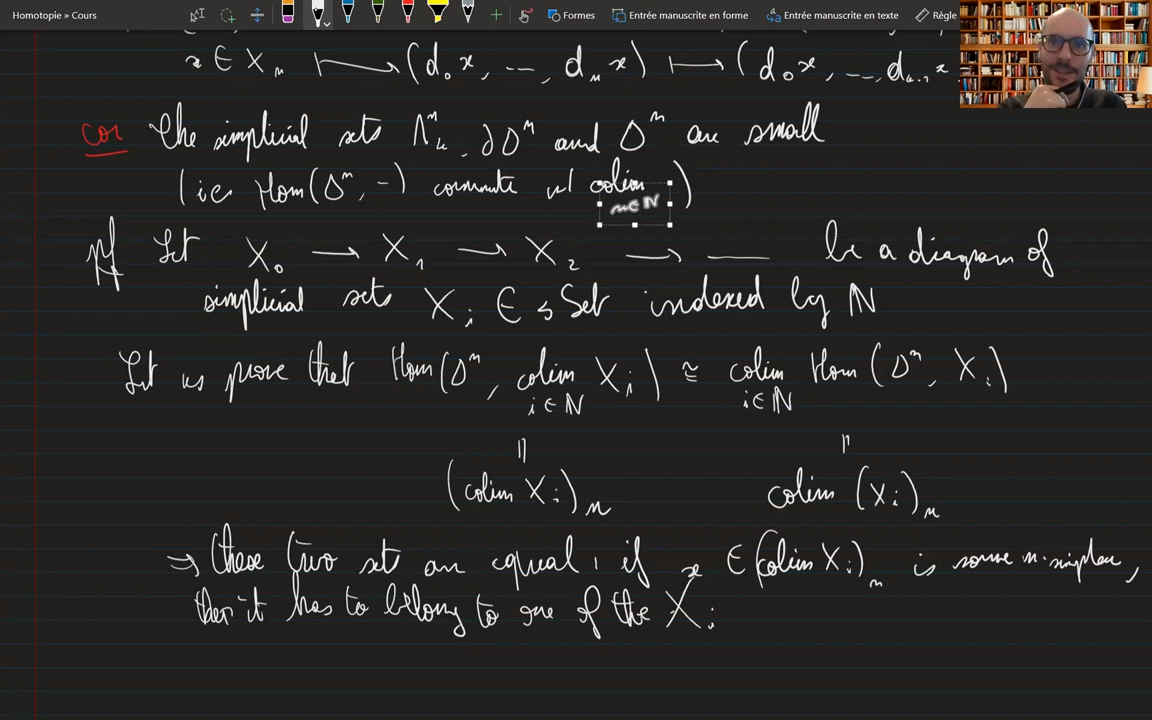 Homotopie » Cours
Formes Entrée manuscrite en forme Entrée manuscrite en texte Règle
x ∈ Xₙ ⟼ (d₀x, ..., dₙx) ⟼ (d₀x, ..., dₖ₋₁x
Cor The simplicial sets Λⁿₖ, ∂Δⁿ and Δⁿ are small
(ie Hom(Δⁿ, -) commute w/ colim n∈ℕ)
pf Let X₀ → X₁ → X₂ → — be a diagram of
simplicial sets Xᵢ ∈ sSet indexed by ℕ
Let us prove that Hom(Δⁿ, colim i∈ℕ Xᵢ) ≅ colim i∈ℕ Hom(Δⁿ, Xᵢ)
|| ||
(colim Xᵢ)ₙ colim (Xᵢ)ₙ
⇒ these two set are equal, if x ∈ (colim Xᵢ)ₙ is some n-simplex,
then it has to belong to one of the Xᵢ